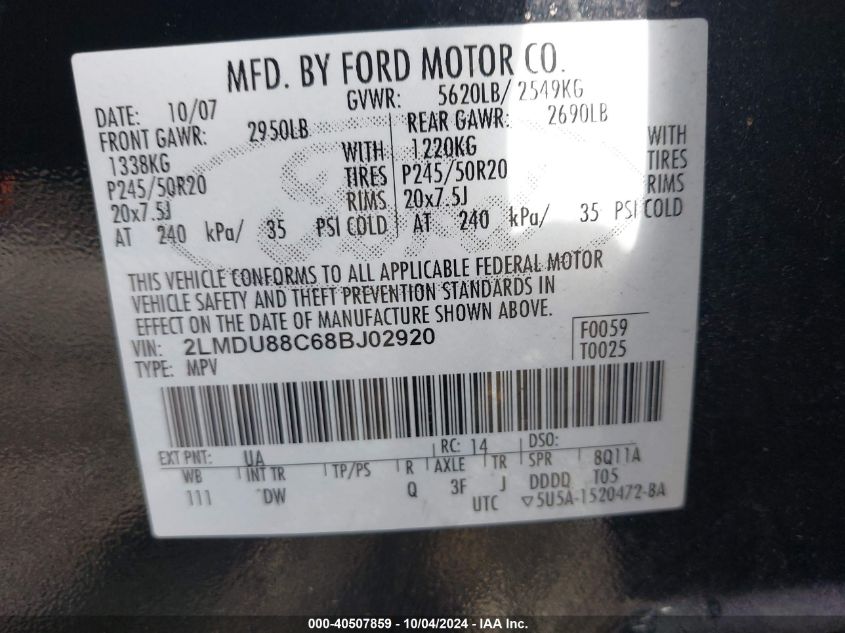 MFD. BY FORD MOTOR CO.
DATE: 10/07 GVWR: 5620LB/ 2549KG
FRONT GAWR: 2950LB REAR GAWR: 2690LB
1338KG WITH 1220KG WITH
P245/50R20 TIRES P245/50R20 TIRES
20x7.5J RIMS 20x7.5J RIMS
AT 240 kPa/ 35 PSI COLD AT 240 kPa/ 35 PSI COLD
THIS VEHICLE CONFORMS TO ALL APPLICABLE FEDERAL MOTOR
VEHICLE SAFETY AND THEFT PREVENTION STANDARDS IN
EFFECT ON THE DATE OF MANUFACTURE SHOWN ABOVE.
VIN: 2LMDU88C68BJ02920 F0059
TYPE: MPV T0025
EXT PNT: UA RC: 14 DSO:
WB INT TR TP/PS R AXLE TR SPR 8Q11A
111 DW Q 3F J DDDD T05
UTC ▽5U5A-1520472-BA
000-40507859 - 10/04/2024 - IAAI Inc.